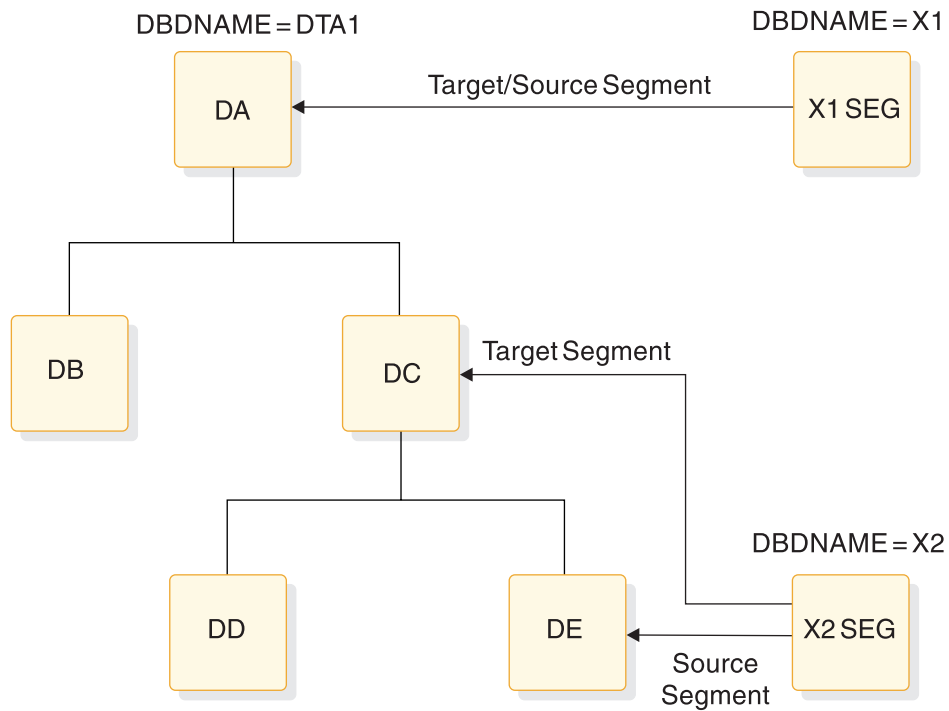 DBDNAME = DTA1
DBDNAME = X1
DA
Target/Source Segment
X1 SEG
DB
DC
Target Segment
DBDNAME = X2
DD
DE
X2 SEG
Source
Segment